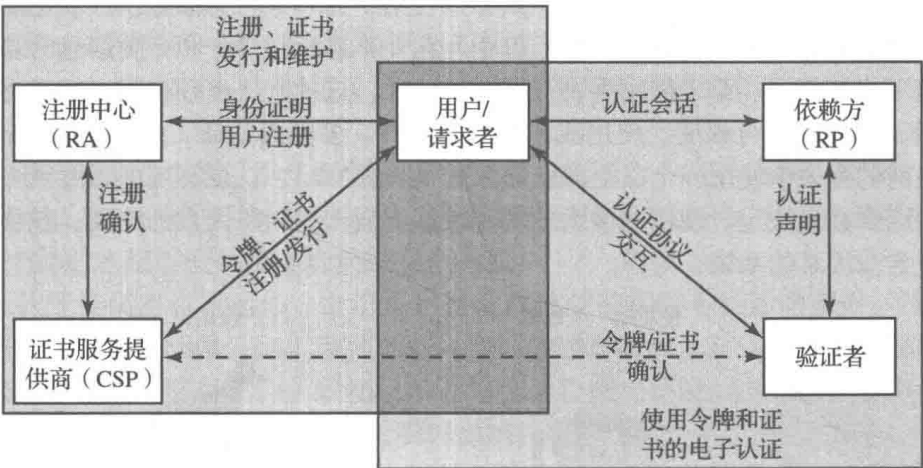 注册、证书
发行和维护
注册中心
（RA）
身份证明
用户注册
用户/
请求者
认证会话
依赖方
（RP）
注册
确认
令牌、证书
注册/发行
认证协议
交互
认证
声明
证书服务提
供商（CSP）
令牌/证书
确认
验证者
使用令牌和证
书的电子认证